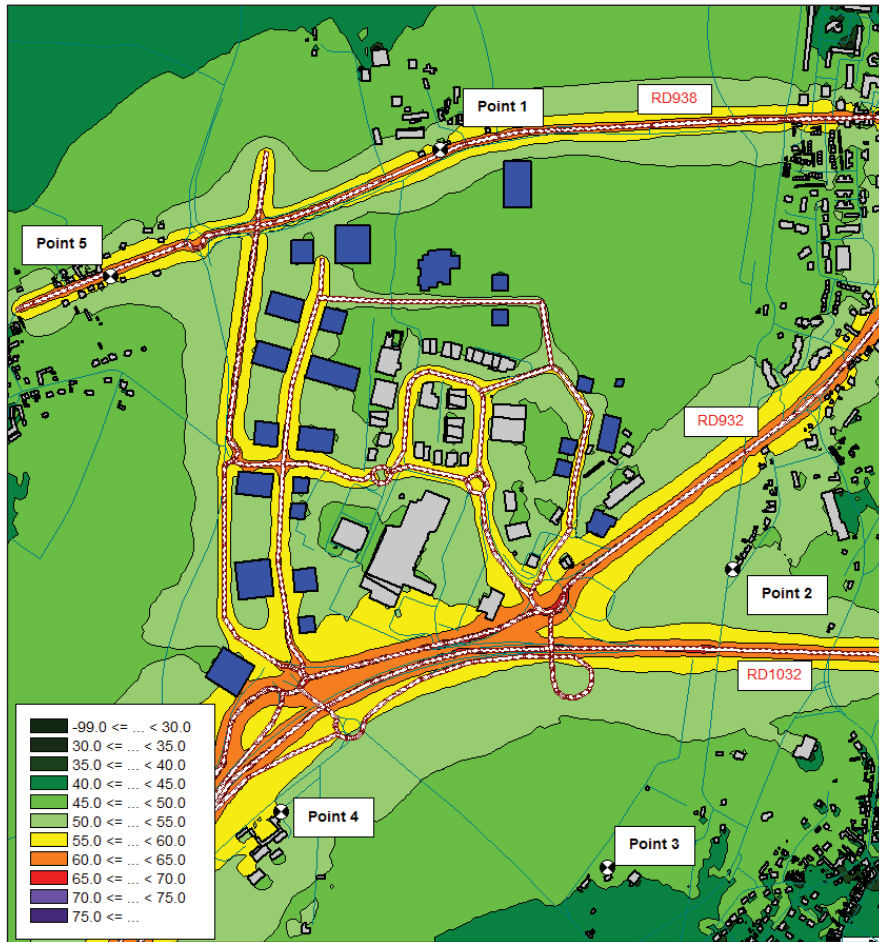 Point 1
RD938
Point 5
RD932
Point 2
RD1032
-99.0 <= ... < 30.0
30.0 <= ... < 35.0
35.0 <= ... < 40.0
40.0 <= ... < 45.0
45.0 <= ... < 50.0
50.0 <= ... < 55.0
55.0 <= ... < 60.0
60.0 <= ... < 65.0
65.0 <= ... < 70.0
70.0 <= ... < 75.0
75.0 <= ...
Point 4
Point 3